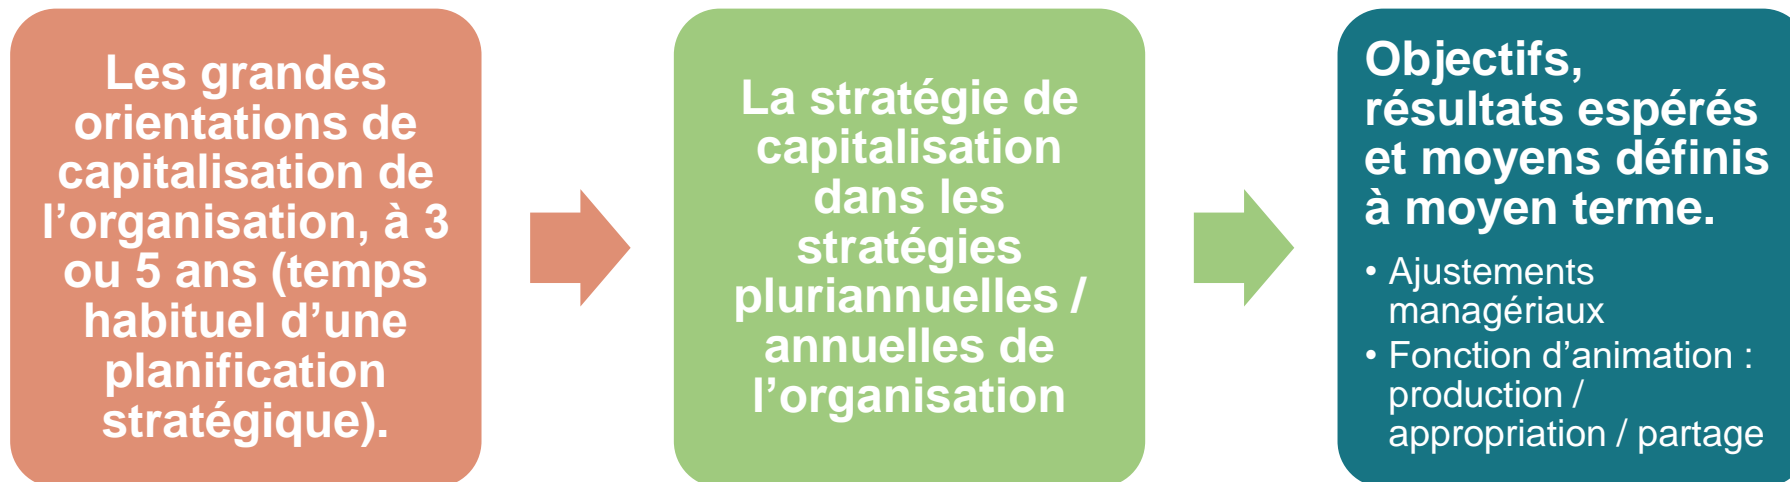 Les grandes
orientations de
capitalisation de
l’organisation, à 3
ou 5 ans (temps
habituel d’une
planification
stratégique).
La stratégie de
capitalisation
dans les
stratégies
pluriannuelles /
annuelles de
l’organisation
Objectifs,
résultats espérés
et moyens définis
à moyen terme.
• Ajustements
managériaux
• Fonction d’animation :
production /
appropriation / partage